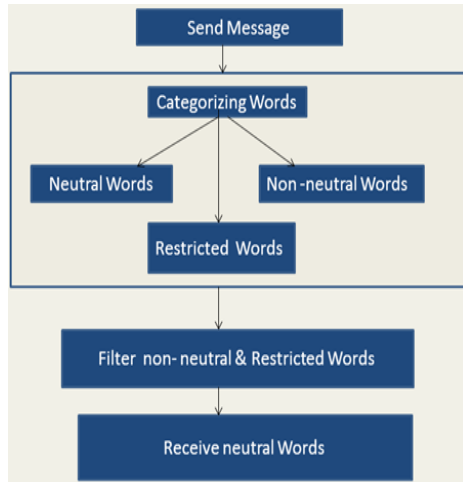 Send Message
Categorizing Words
Neutral Words
Non -neutral Words
Restricted Words
Filter non- neutral & Restricted Words
Receive neutral Words